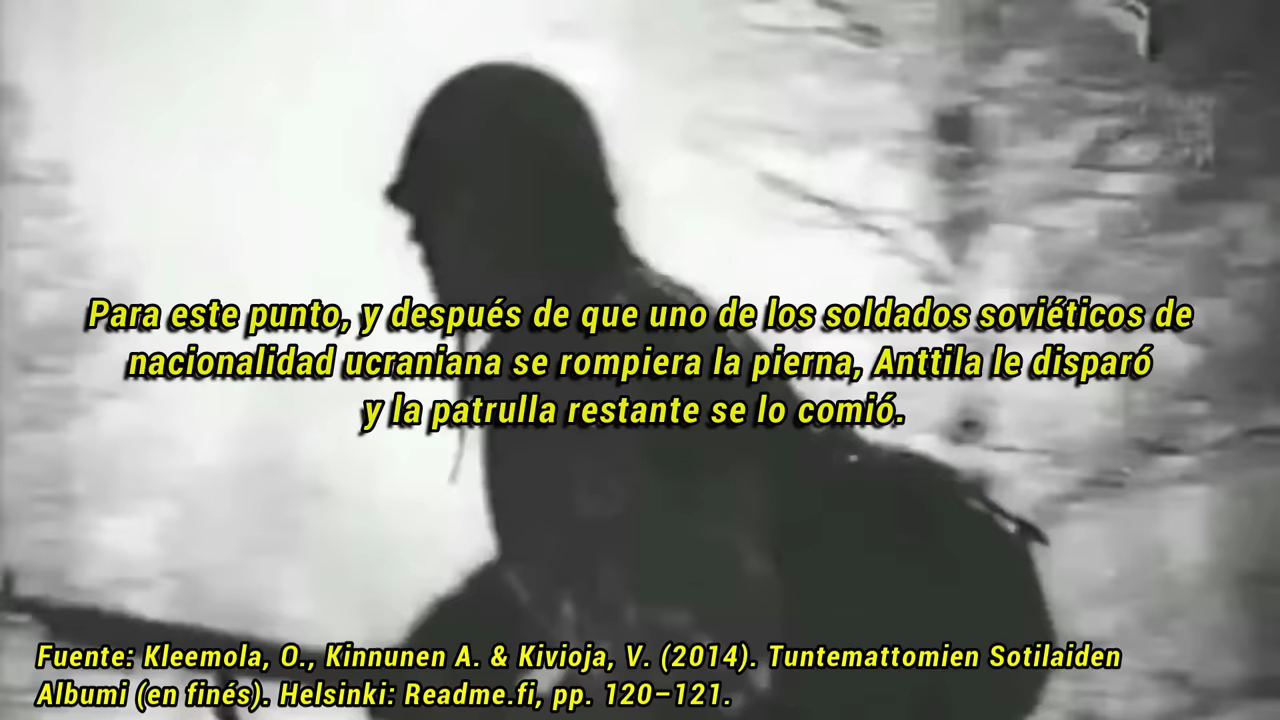 Para este punto, y después de que uno de los soldados soviéticos de
nacionalidad ucraniana se rompiera la pierna, Anttila le disparó
y la patrulla restante se lo comió.
Fuente: Kleemola, O., Kinnunen A. & Kivioja, V. (2014). Tuntemattomien Sotilaiden
Albumi (en finés). Helsinki: Readme.fi, pp. 120–121.